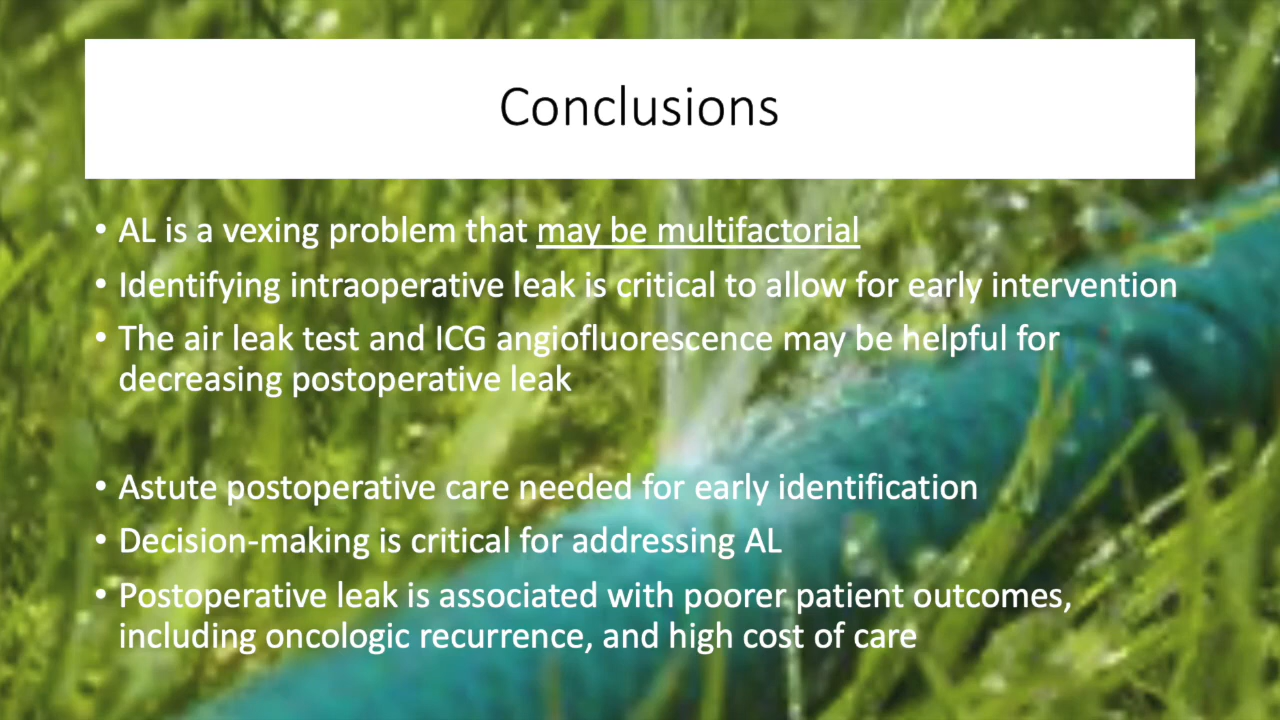 Conclusions
• AL is a vexing problem that may be multifactorial
• Identifying intraoperative leak is critical to allow for early intervention
• The air leak test and ICG angiofluorescence may be helpful for
decreasing postoperative leak
• Astute postoperative care needed for early identification
• Decision-making is critical for addressing AL
• Postoperative leak is associated with poorer patient outcomes,
including oncologic recurrence, and high cost of care